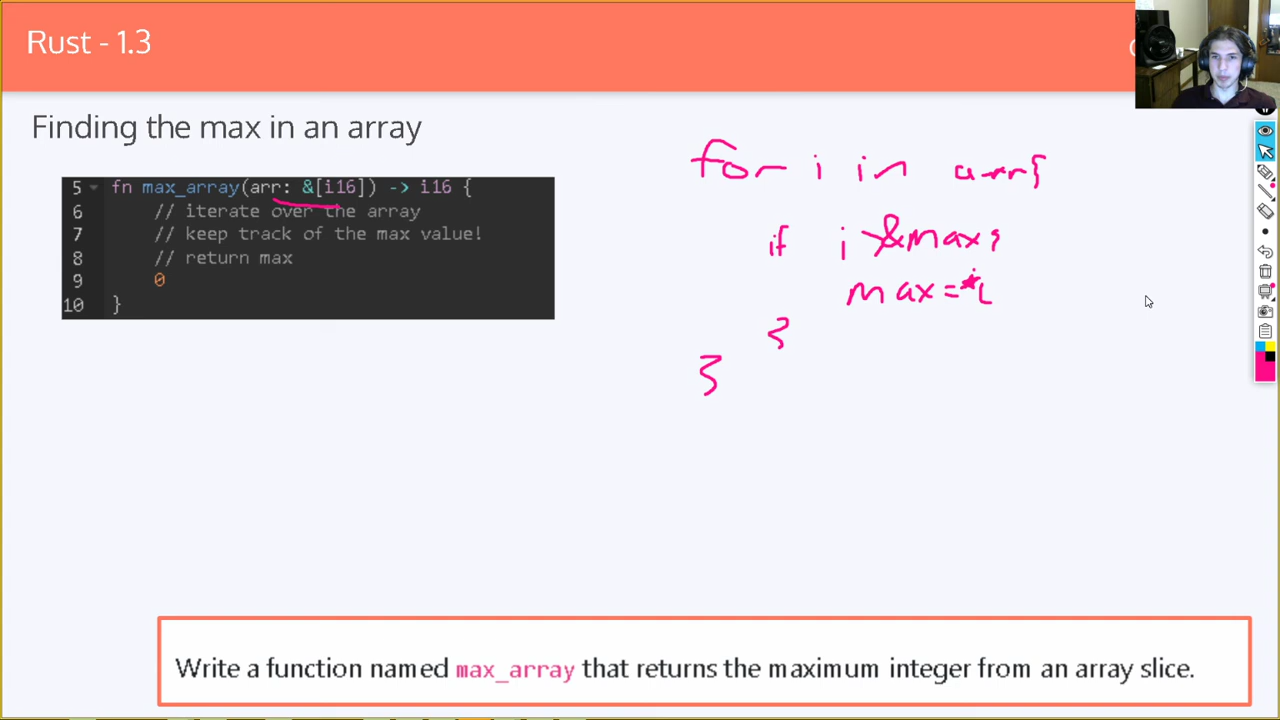 Rust - 1.3
Finding the max in an array
5 fn max_array(arr: &[i16]) -> i16 {
6 // iterate over the array
7 // keep track of the max value!
8 // return max
9 0
10 }
for i in arr{
if i >&max{
max=*i
}
}
Write a function named max_array that returns the maximum integer from an array slice.